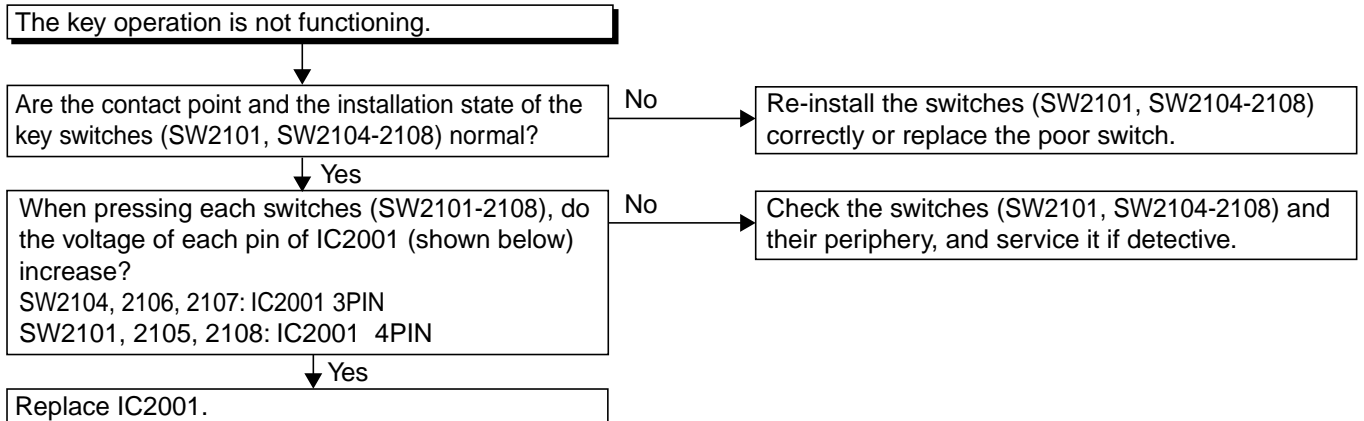 The key operation is not functioning.
Are the contact point and the installation state of the
key switches (SW2101, SW2104-2108) normal?
No
Re-install the switches (SW2101, SW2104-2108)
correctly or replace the poor switch.
Yes
When pressing each switches (SW2101-2108), do
the voltage of each pin of IC2001 (shown below)
increase?
SW2104, 2106, 2107: IC2001 3PIN
SW2101, 2105, 2108: IC2001 4PIN
No
Check the switches (SW2101, SW2104-2108) and
their periphery, and service it if detective.
Yes
Replace IC2001.